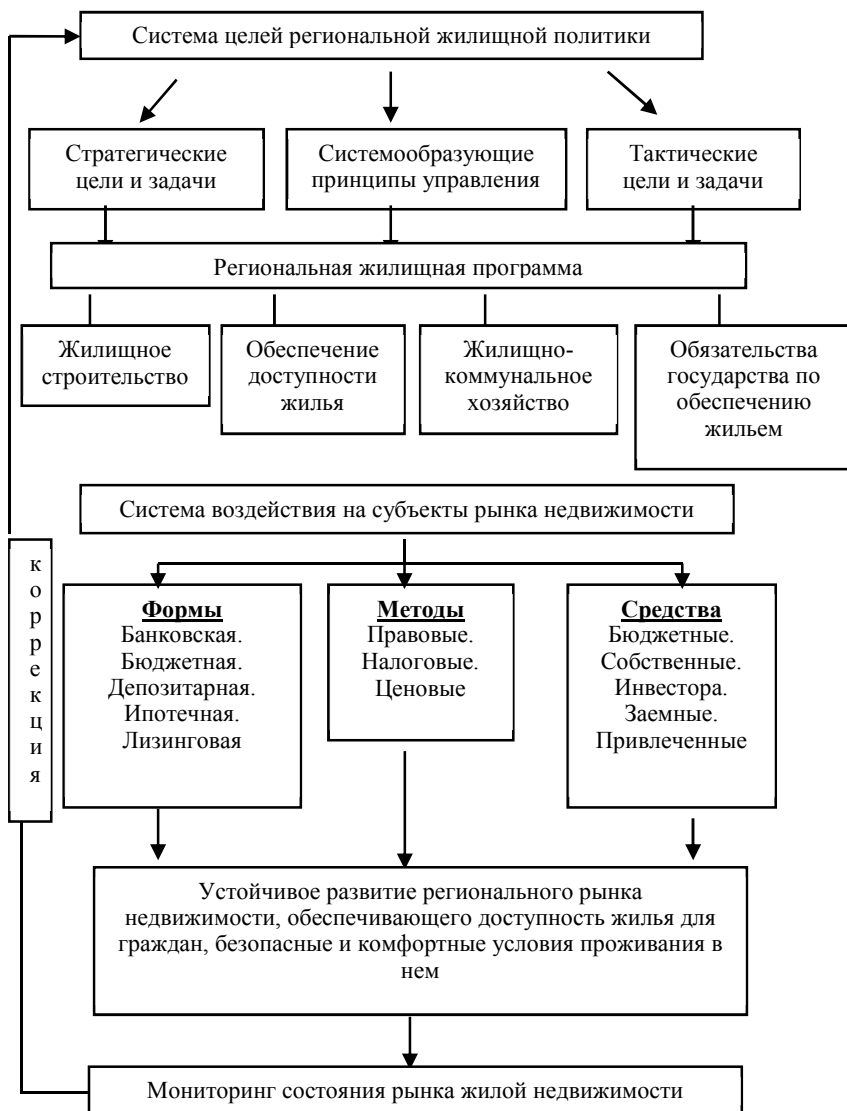 Система целей региональной жилищной политики
Стратегические
цели и задачи
Системообразующие
принципы управления
Тактические
цели и задачи
Региональная жилищная программа
Жилищное
строительство
Обеспечение
доступности
жилья
Жилищно-
коммунальное
хозяйство
Обязательства
государства по
обеспечению
жильем
Система воздействия на субъекты рынка недвижимости
к
о
р
р
е
к
ц
и
я
Формы
Банковская.
Бюджетная.
Депозитарная.
Ипотечная.
Лизинговая
Методы
Правовые.
Налоговые.
Ценовые
Средства
Бюджетные.
Собственные.
Инвестора.
Заемные.
Привлеченные
Устойчивое развитие регионального рынка
недвижимости, обеспечивающего доступность жилья для
граждан, безопасные и комфортные условия проживания в
нем
Мониторинг состояния рынка жилой недвижимости